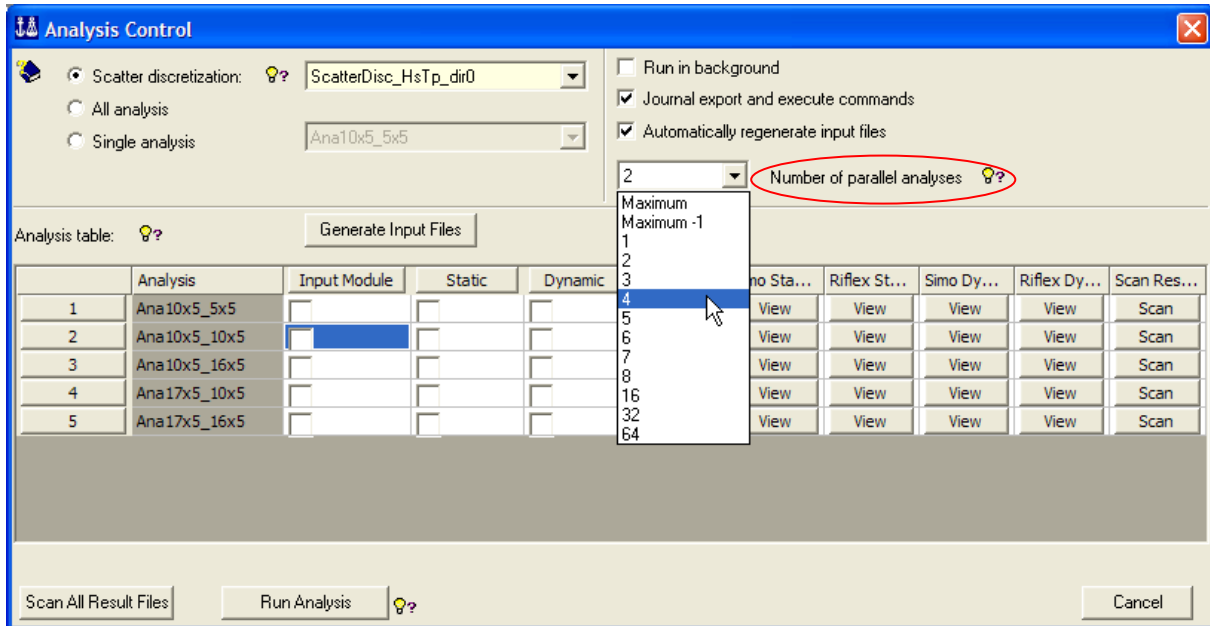 Analysis Control
Scatter discretization: ScatterDisc_HsTp_dir0
All analysis
Single analysis Ana10x5_5x5
Run in background
Journal export and execute commands
Automatically regenerate input files
2 Number of parallel analyses
Maximum
Maximum -1
1
2
3
4
5
6
7
8
16
32
64
Analysis table: Generate Input Files
Analysis Input Module Static Dynamic mo Sta... Riflex St... Simo Dy... Riflex Dy... Scan Res...
1 Ana10x5_5x5 View View View View Scan
2 Ana10x5_10x5 View View View View Scan
3 Ana10x5_16x5 View View View View Scan
4 Ana17x5_10x5 View View View View Scan
5 Ana17x5_16x5 View View View View Scan
Scan All Result Files Run Analysis Cancel